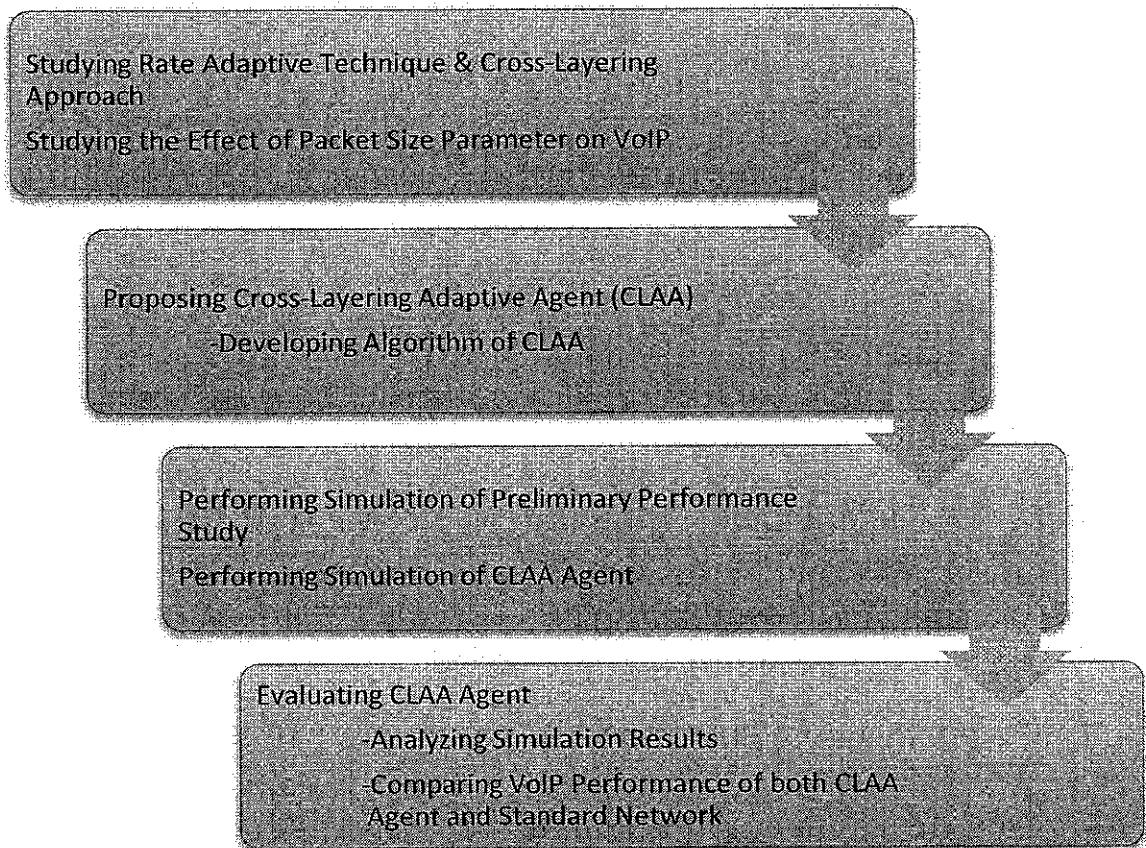 Studying Rate Adaptive Technique & Cross-Layering
Approach
Studying the Effect of Packet Size Parameter on VoIP
Proposing Cross-Layering Adaptive Agent (CLAA)
-Developing Algorithm of CLAA
Performing Simulation of Preliminary Performance
Study
Performing Simulation of CLAA Agent
Evaluating CLAA Agent
-Analyzing Simulation Results
-Comparing VoIP Performance of both CLAA
Agent and Standard Network